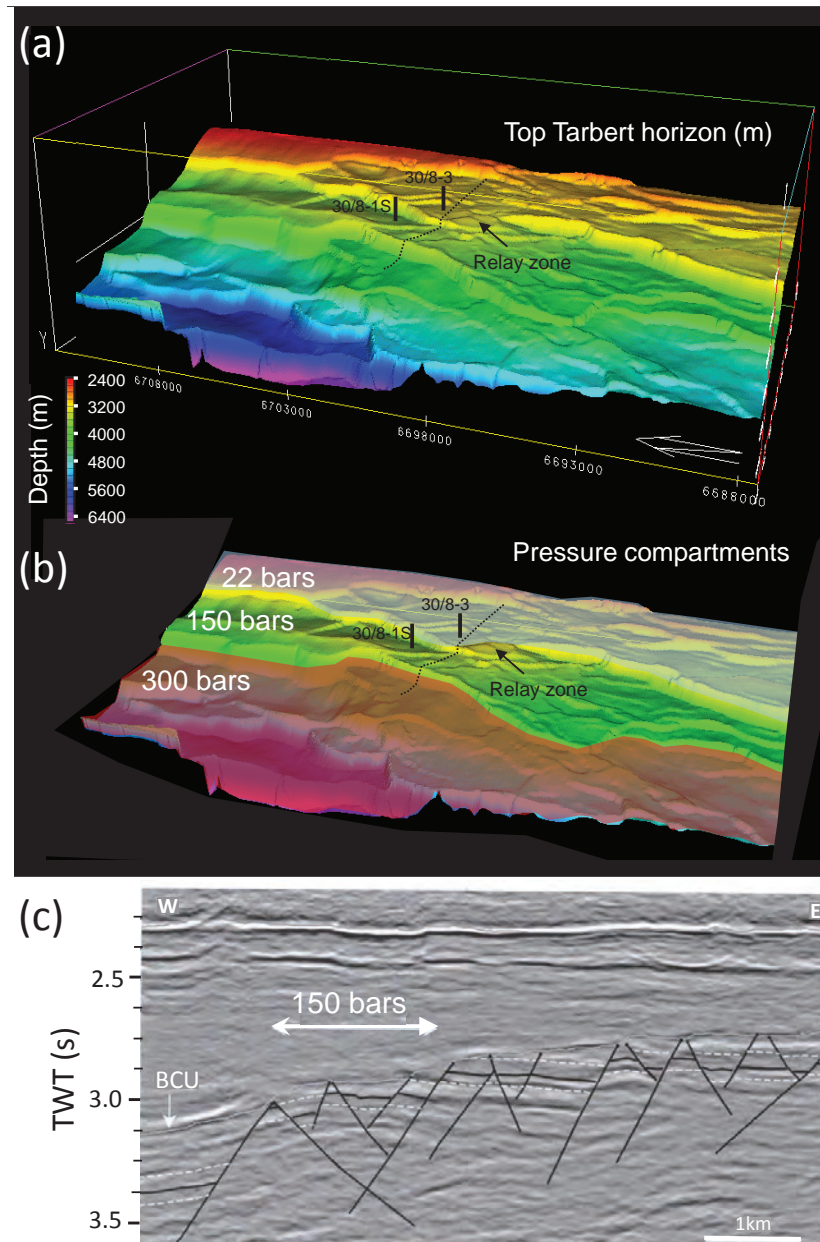 (a)
Top Tarbert horizon (m)
30/8-3
30/8-1S
Relay zone
Y
6708000
6703000
6698000
6693000
6688000
Depth (m)
2400
3200
4000
4800
5600
6400
(b)
Pressure compartments
22 bars
150 bars
300 bars
30/8-3
30/8-1S
Relay zone
(c)
W
E
2.5
3.0
3.5
TWT (s)
150 bars
BCU
1km